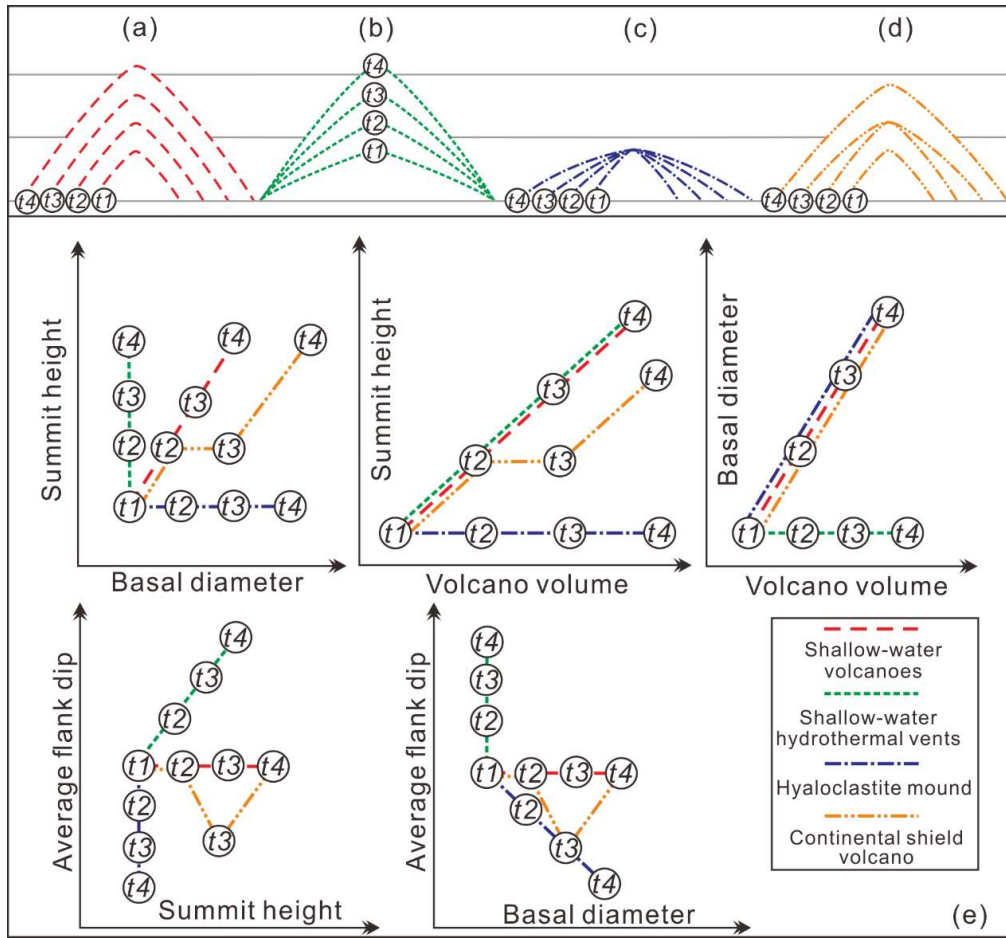 (a) (b) (c) (d)
t4 t3 t2 t1
t4
t3
t2
t1
t4 t3 t2 t1
t4 t3 t2 t1
Summit height
t4
t3
t2
t1
t4
t3
t2
t4
t3
t2 t3 t4
Basal diameter
Summit height
t4
t3
t2
t1
t4
t3
t2 t3 t4
Volcano volume
Basal diameter
t4
t3
t2
t1
t2 t3 t4
Volcano volume
Average flank dip
t4
t3
t2
t1 t2 t3 t4
t2
t3
t4
t3
Summit height
Average flank dip
t4
t3
t2
t1 t2 t3 t4
t2
t3
t4
Basal diameter
Shallow-water
volcanoes
Shallow-water
hydrothermal vents
Hyaloclastite mound
Continental shield
volcano
(e)